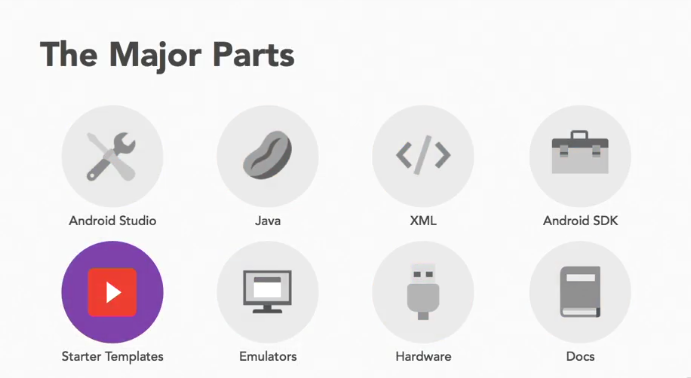 The Major Parts
Android Studio
Java
XML
Android SDK
Starter Templates
Emulators
Hardware
Docs